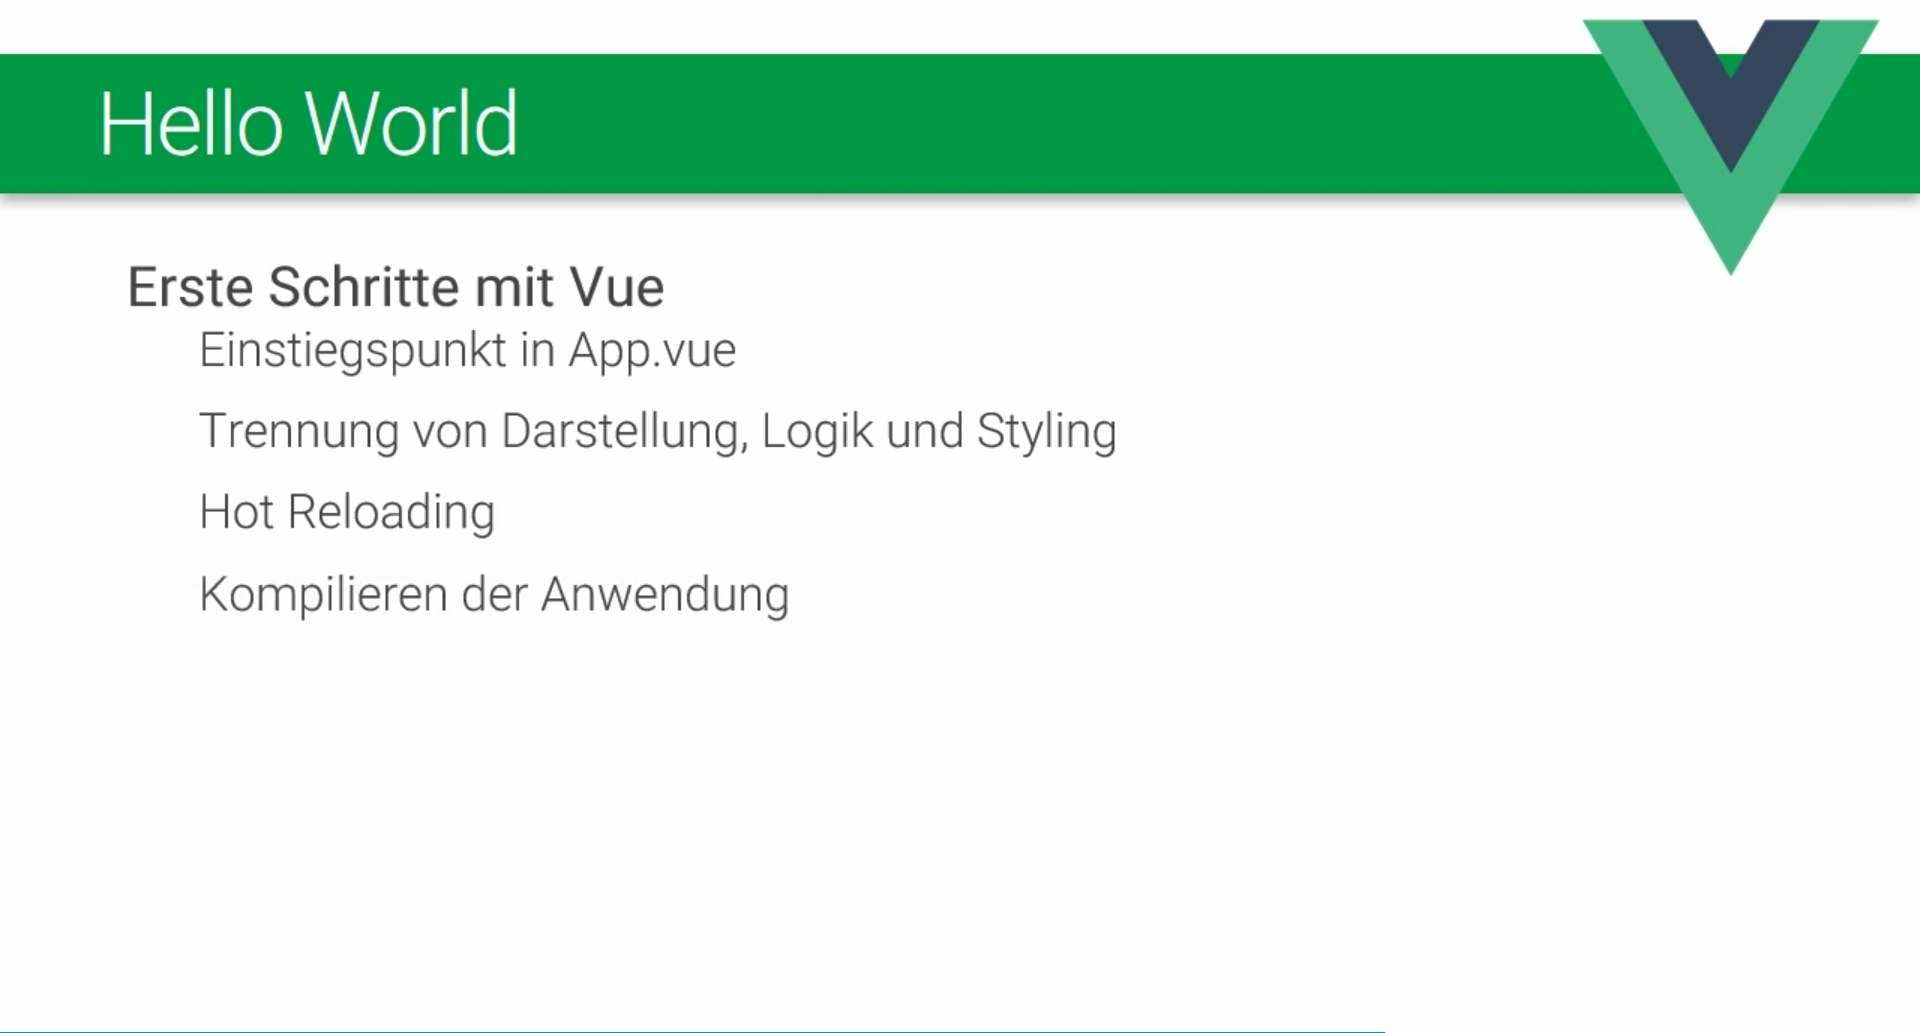 Hello World
Erste Schritte mit Vue
Einstiegspunkt in App.vue
Trennung von Darstellung, Logik und Styling
Hot Reloading
Kompilieren der Anwendung